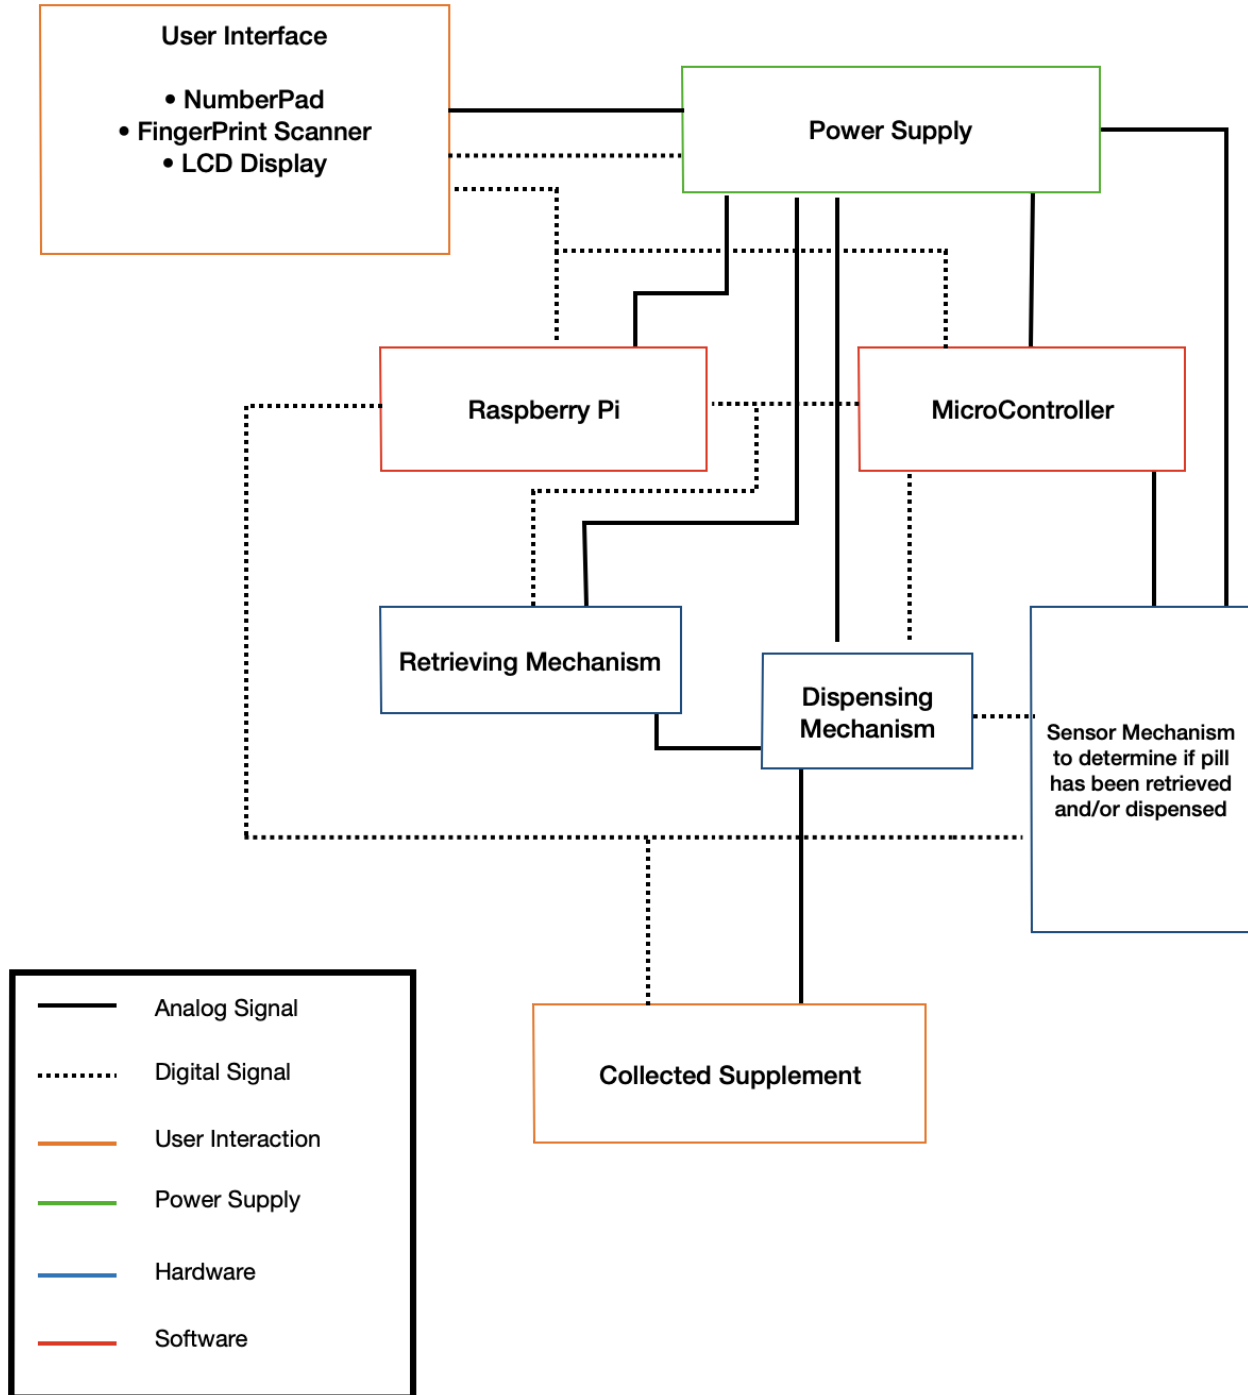 User Interface
• NumberPad
• FingerPrint Scanner
• LCD Display
Power Supply
Raspberry Pi
MicroController
Retrieving Mechanism
Dispensing
Mechanism
Sensor Mechanism
to determine if pill
has been retrieved
and/or dispensed
Collected Supplement
Analog Signal
Digital Signal
User Interaction
Power Supply
Hardware
Software